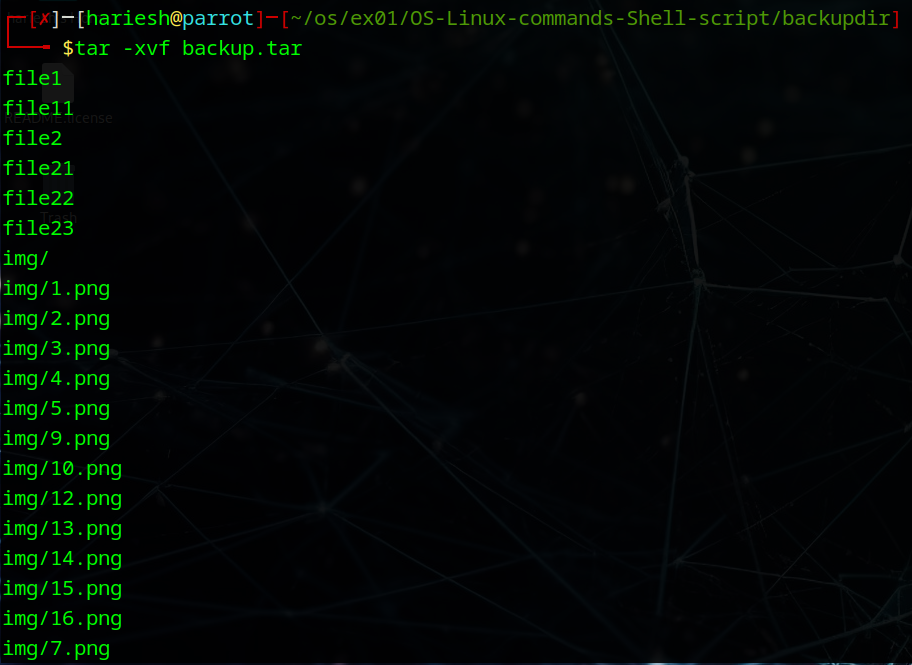 ┌─[✗]─[hariesh@parrot]─[~/os/ex01/OS-Linux-commands-Shell-script/backupdir]
└──╼ $tar -xvf backup.tar
file1
file11
README.license
file2
file21
file22
Trash
file23
img/
img/1.png
img/2.png
img/3.png
img/4.png
img/5.png
img/9.png
img/10.png
img/12.png
img/13.png
img/14.png
img/15.png
img/16.png
img/7.png